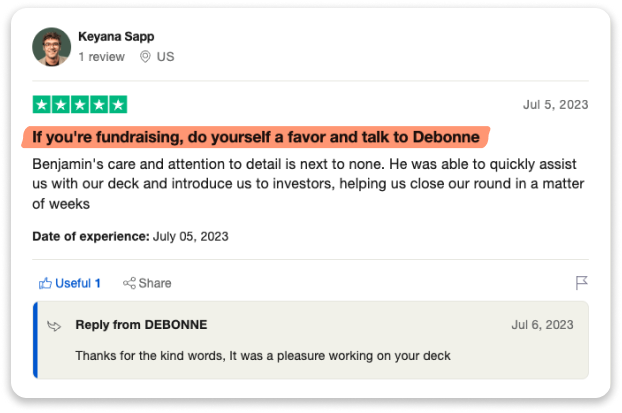 Keyana Sapp
1 review US
Jul 5, 2023
If you're fundraising, do yourself a favor and talk to Debonne
Benjamin's care and attention to detail is next to none. He was able to quickly assist
us with our deck and introduce us to investors, helping us close our round in a matter
of weeks
Date of experience: July 05, 2023
Useful 1 Share
Reply from DEBONNE Jul 6, 2023
Thanks for the kind words, It was a pleasure working on your deck